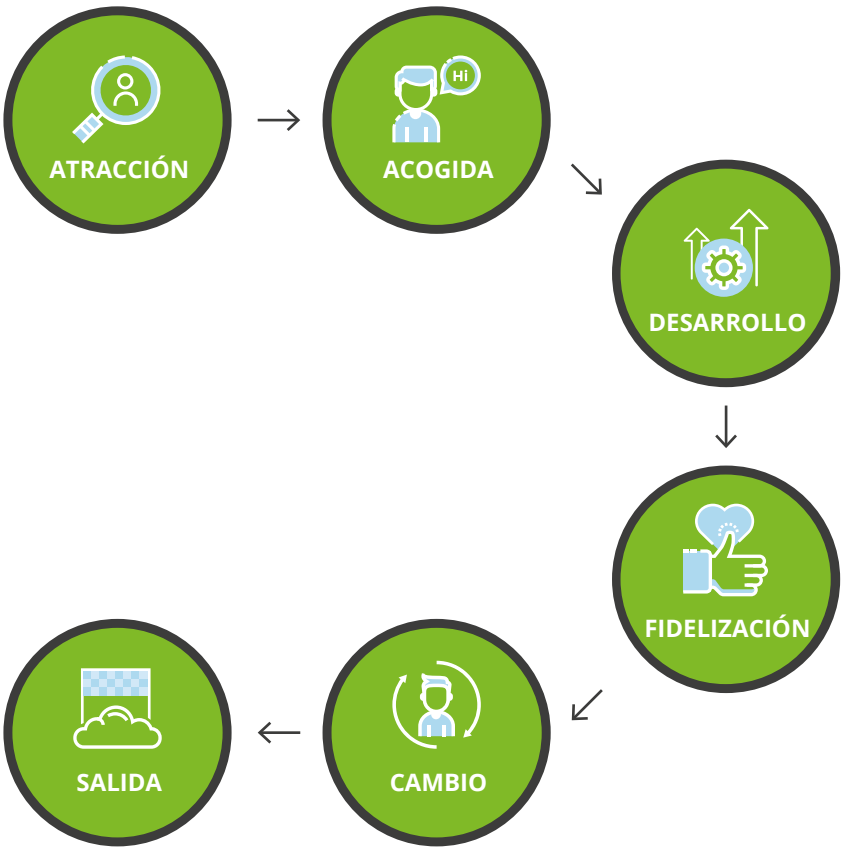 Hi
ATRACCIÓN
ACOGIDA
DESARROLLO
FIDELIZACIÓN
CAMBIO
SALIDA